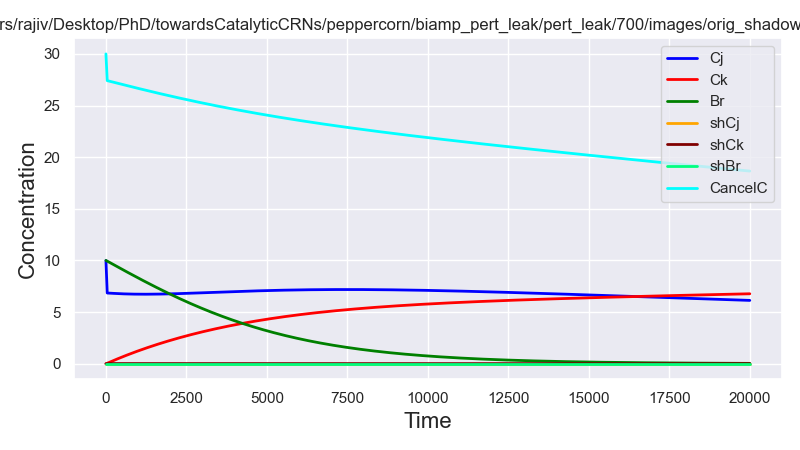 rs/rajiv/Desktop/PhD/towardsCatalyticCRNs/peppercorn/biamp_pert_leak/pert_leak/700/images/orig_shadow
30
25
20
15
10
5
0
Concentration
Cj
Ck
Br
shCj
shCk
shBr
CancelC
0
2500
5000
7500
10000
12500
15000
17500
20000
Time